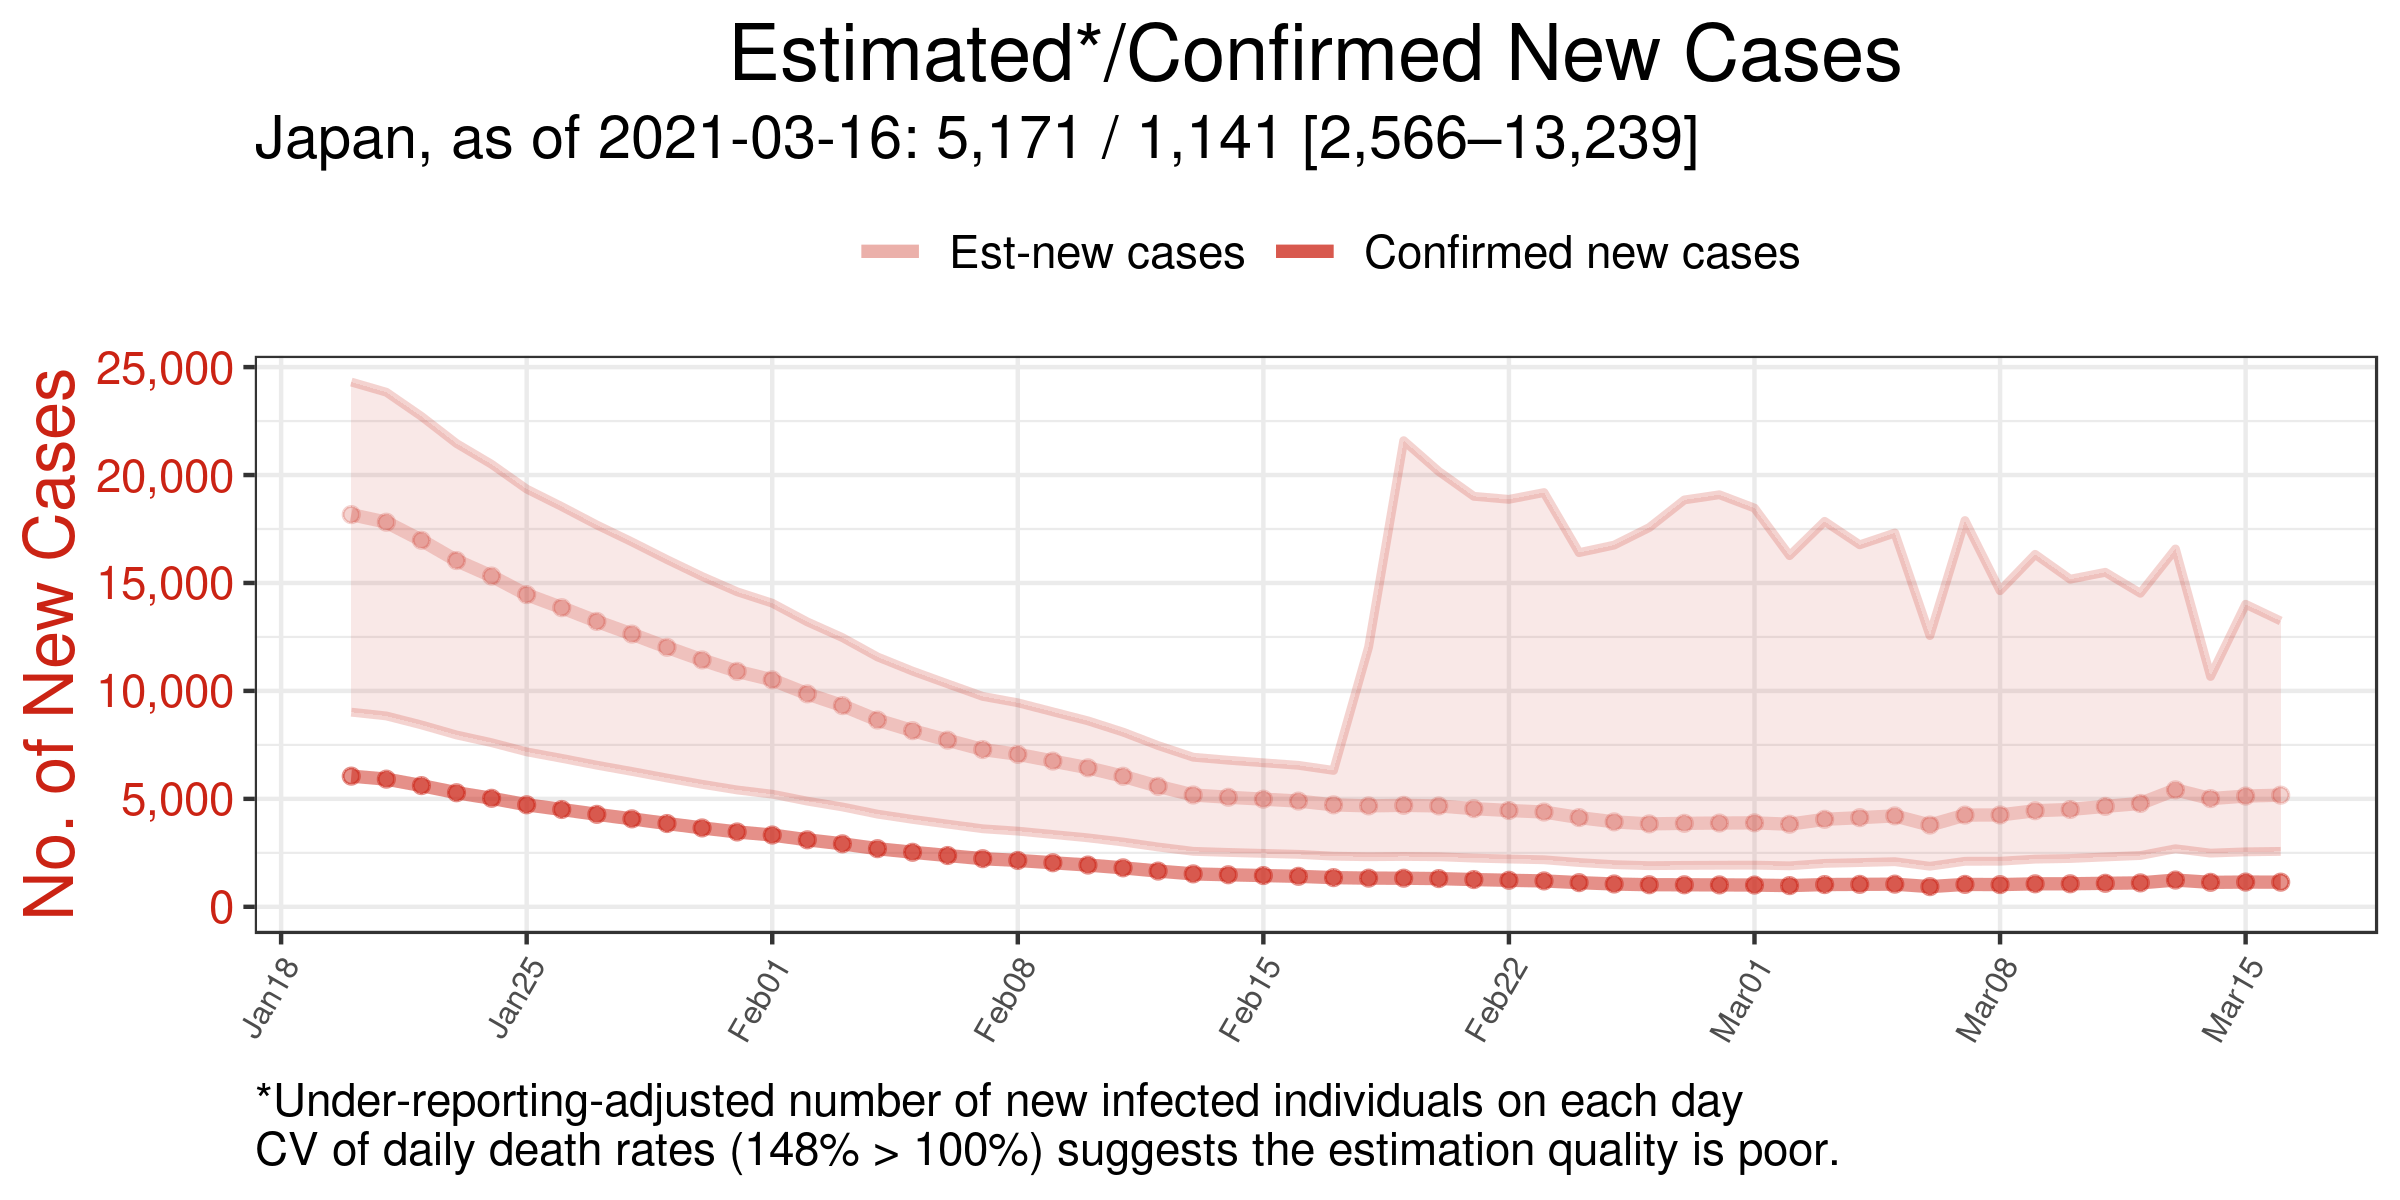 Estimated*/Confirmed New Cases
Japan, as of 2021-03-16: 5,171 / 1,141 [2,566–13,239]
Est-new cases
Confirmed new cases
No. of New Cases
25,000
20,000
15,000
10,000
5,000
0
Jan18
Jan25
Feb01
Feb08
Feb15
Feb22
Mar01
Mar08
Mar15
*Under-reporting-adjusted number of new infected individuals on each day
CV of daily death rates (148% > 100%) suggests the estimation quality is poor.